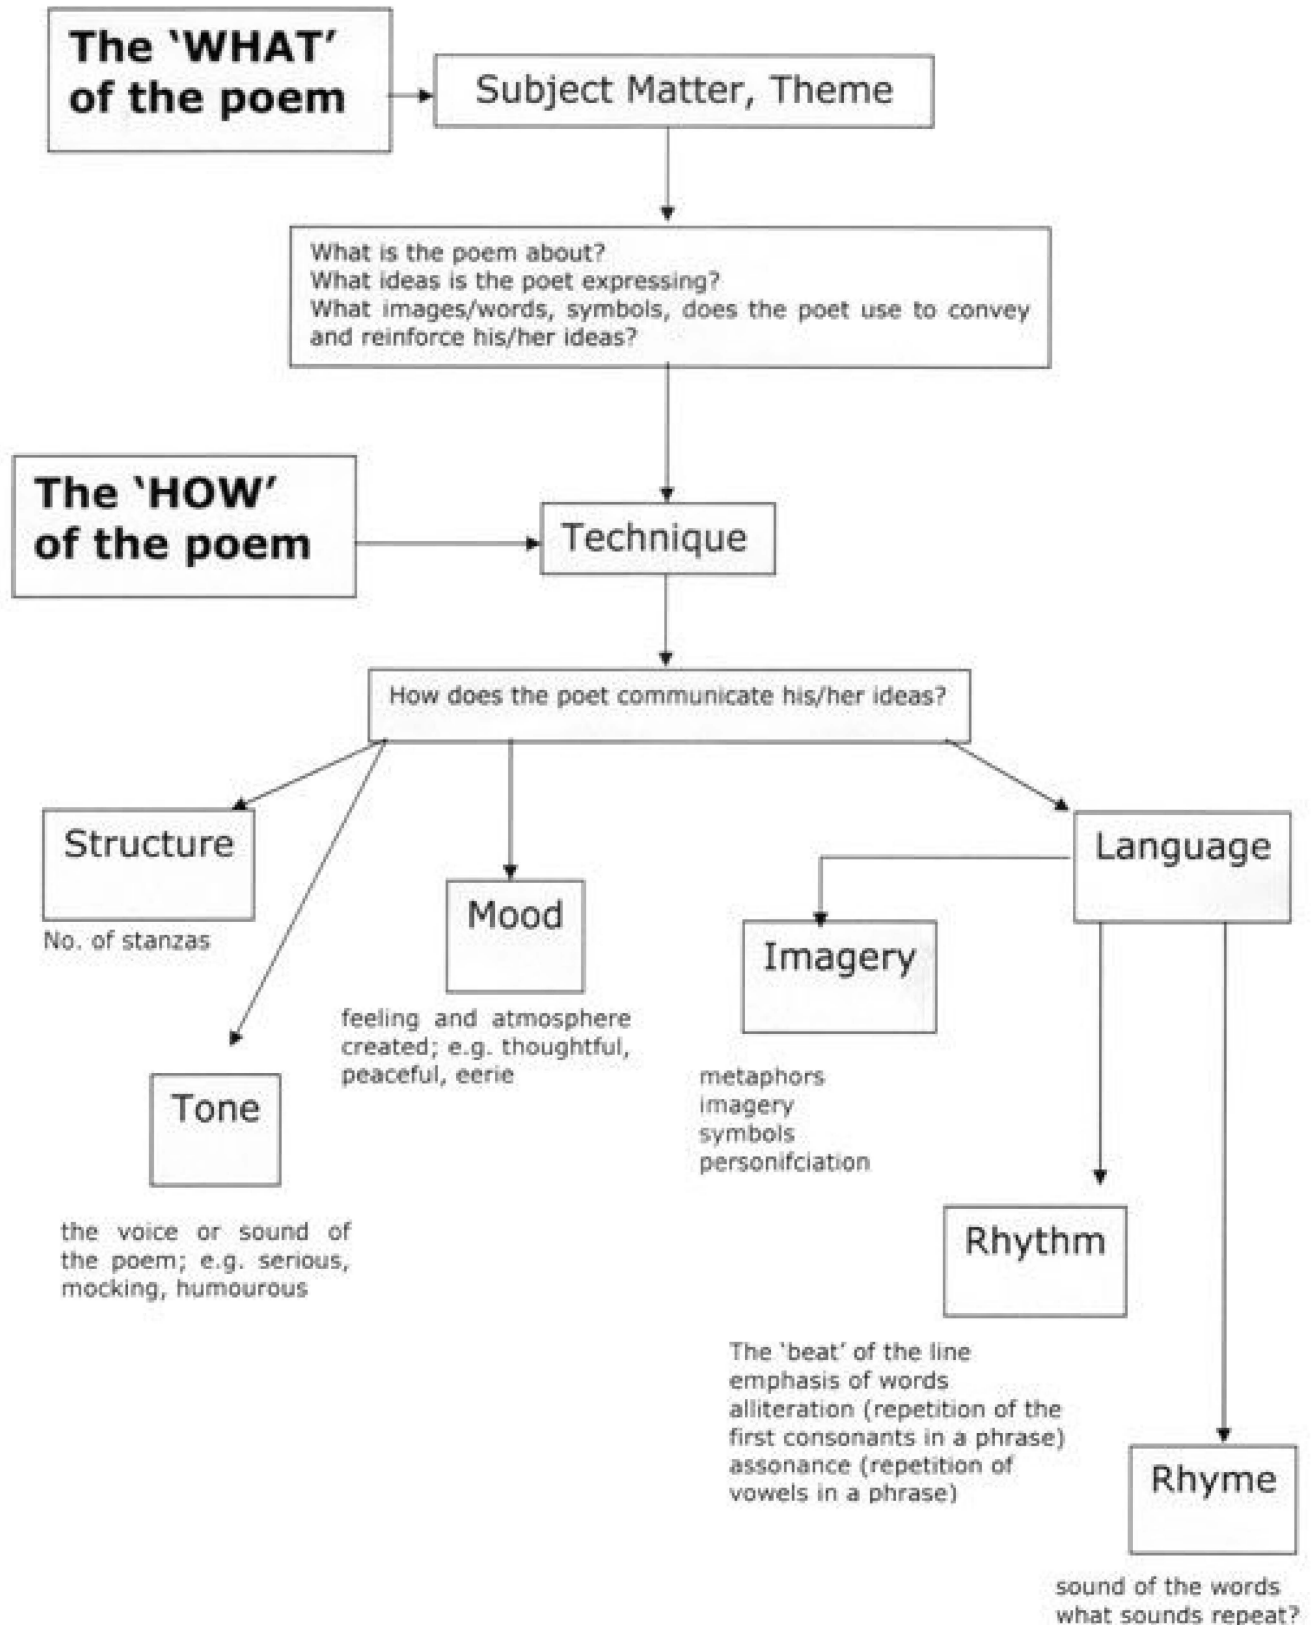 The ‘WHAT’
of the poem
Subject Matter, Theme
What is the poem about?
What ideas is the poet expressing?
What images/words, symbols, does the poet use to convey
and reinforce his/her ideas?
The ‘HOW’
of the poem
Technique
How does the poet communicate his/her ideas?
Structure
No. of stanzas
Tone
the voice or sound of
the poem; e.g. serious,
mocking, humourous
Mood
feeling and atmosphere
created; e.g. thoughtful,
peaceful, eerie
Language
Imagery
metaphors
imagery
symbols
personifciation
Rhythm
The ‘beat’ of the line
emphasis of words
alliteration (repetition of the
first consonants in a phrase)
assonance (repetition of
vowels in a phrase)
Rhyme
sound of the words
what sounds repeat?